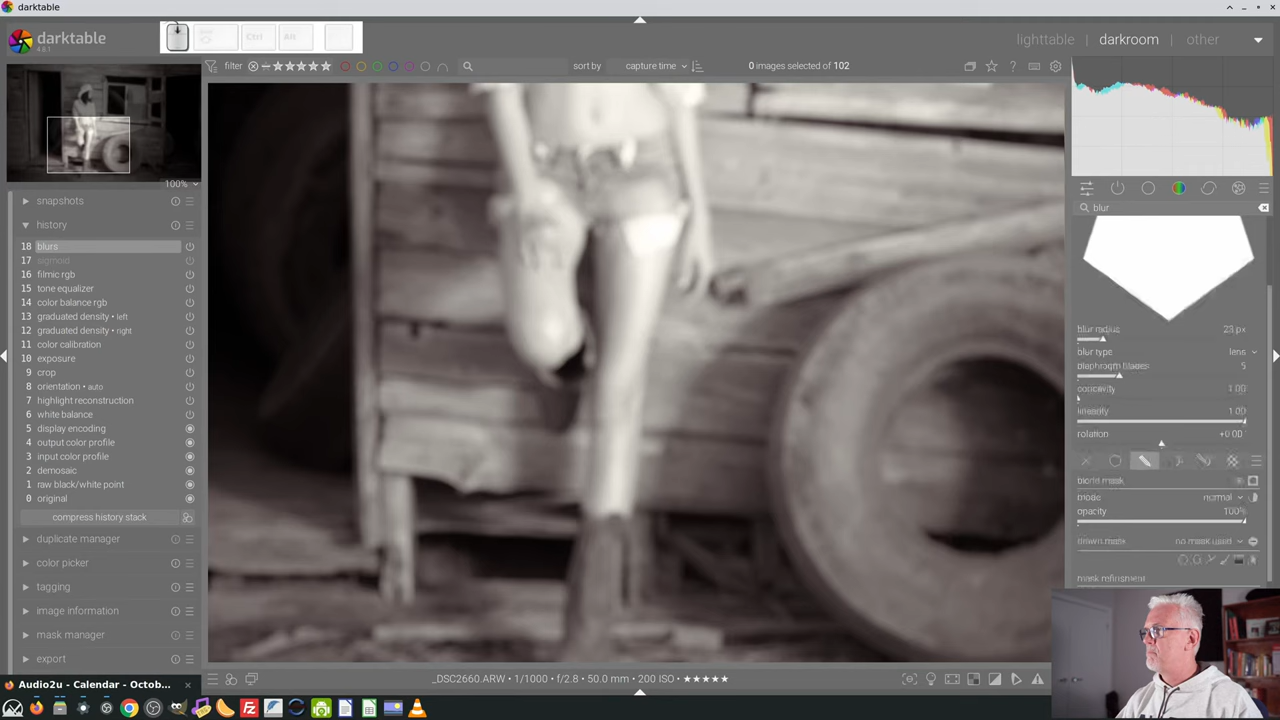 darktable
darktable
4.8.1
Ctrl
Alt
lighttable | darkroom | other
filter
sort by
capture time
0 images selected of 102
100%
snapshots
history
18 blurs
17 sigmoid
16 filmic rgb
15 tone equalizer
14 color balance rgb
13 graduated density • left
12 graduated density • right
11 color calibration
10 exposure
9 crop
8 orientation • auto
7 highlight reconstruction
6 white balance
5 display encoding
4 output color profile
3 input color profile
2 demosaic
1 raw black/white point
0 original
compress history stack
duplicate manager
color picker
tagging
image information
mask manager
export
blur
blur radius 23 px
blur type lens
diaphragm blades 5
concavity 1.00
linearity 1.00
rotation +0.00°
blend mask
mode normal
opacity 100%
drawn mask no mask used
mask refinement
_DSC2660.ARW • 1/1000 • f/2.8 • 50.0 mm • 200 ISO • ★★★★★
Audio2u - Calendar - Octob...